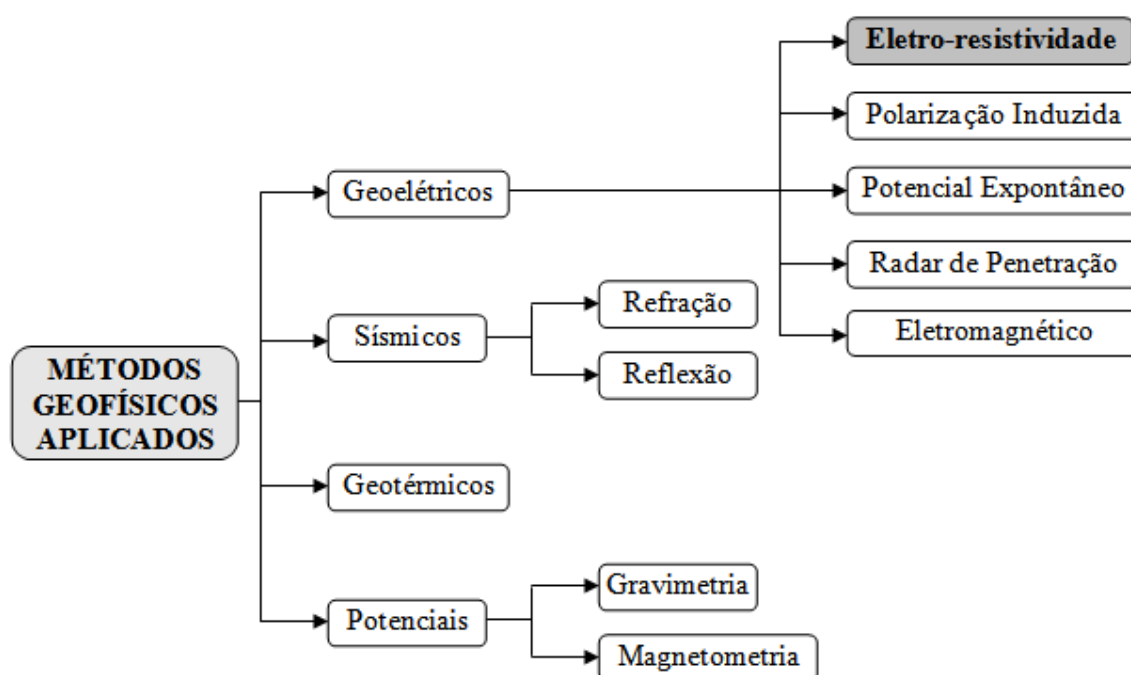 Eletro-resistividade
Polarização Induzida
Geoelétricos
Potencial Expontâneo
Radar de Penetração
Refração
Sísmicos
Eletromagnético
Reflexão
MÉTODOS
GEOFÍSICOS
APLICADOS
Geotérmicos
Gravimetria
Potenciais
Magnetometria